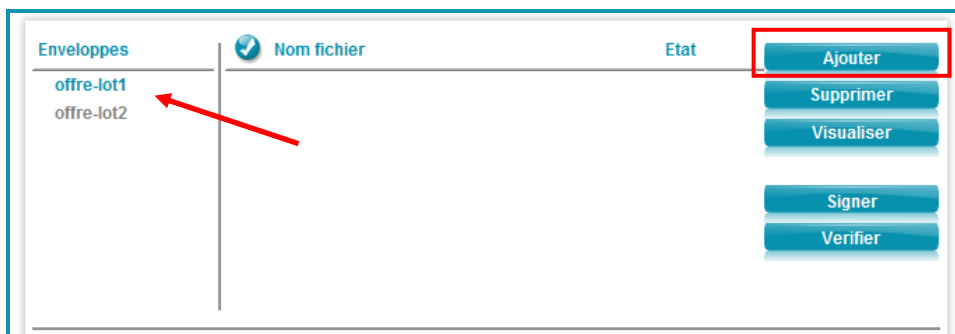 Enveloppes
Nom fichier
Etat
Ajouter
offre-lot1
Supprimer
offre-lot2
Visualiser
Signer
Verifier